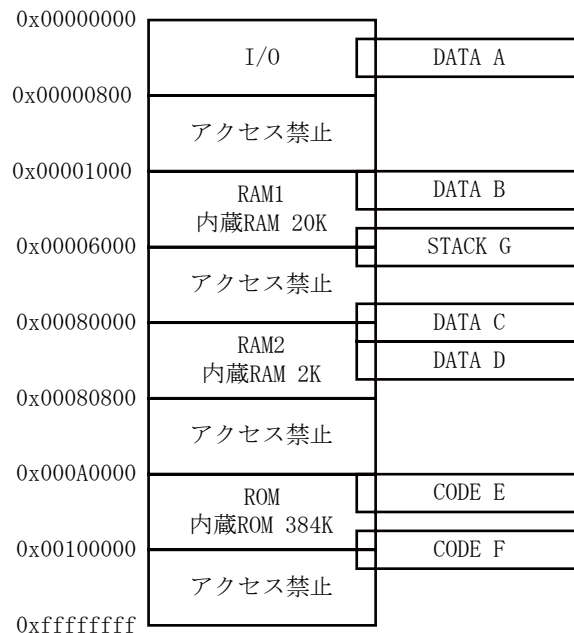 0x00000000
I/O
DATA A
0x00000800
アクセス禁止
0x00001000
RAM1
内蔵RAM 20K
DATA B
STACK G
0x00006000
アクセス禁止
DATA C
0x00080000
RAM2
内蔵RAM 2K
DATA D
0x00080800
アクセス禁止
0x000A0000
ROM
内蔵ROM 384K
CODE E
CODE F
0x00100000
アクセス禁止
0xffffffff